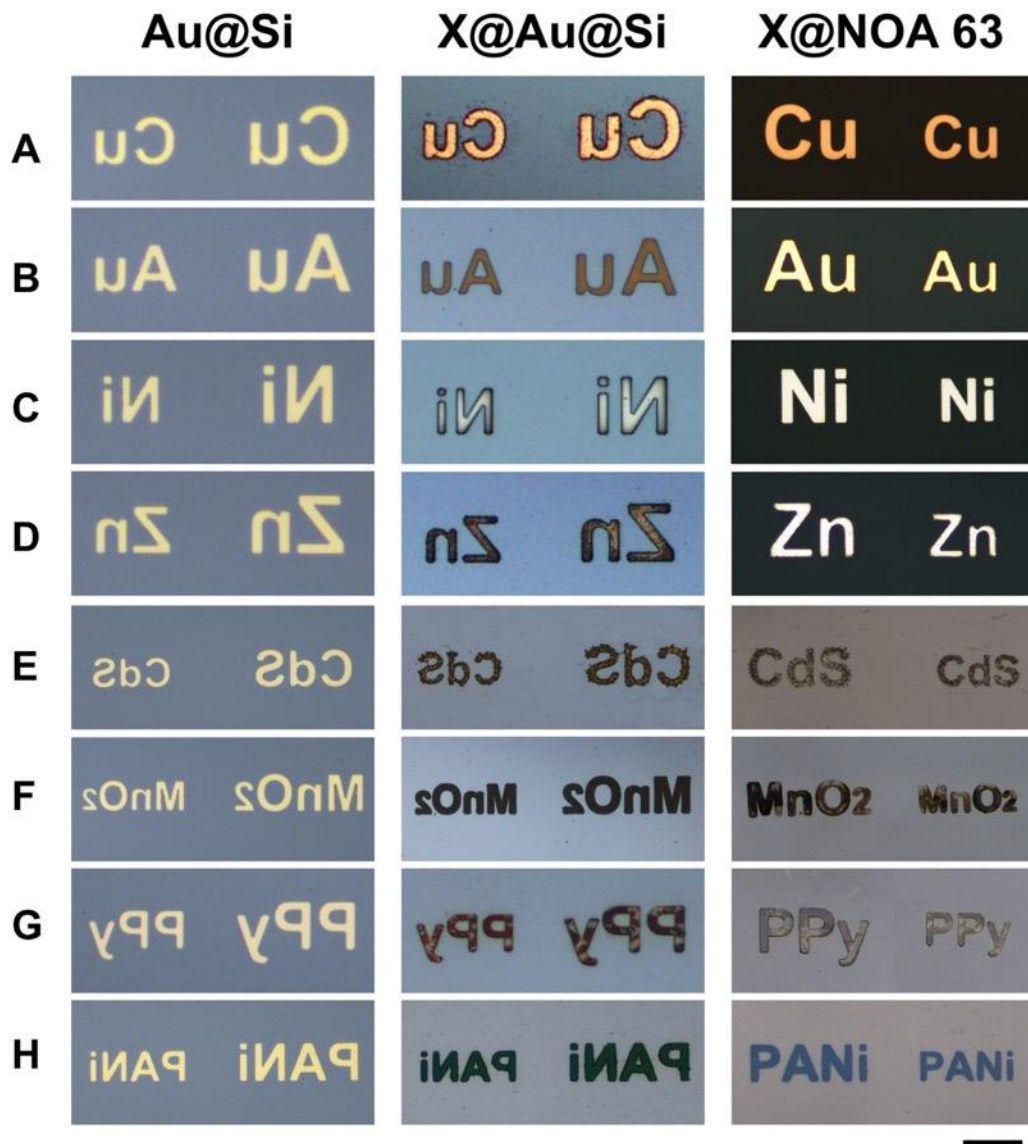 Au@Si X@Au@Si X@NOA 63
A Cu Cu Cu Cu Cu Cu
B Au Au Au Au Au Au
C Ni Ni Ni Ni Ni Ni
D Zn Zn Zn Zn Zn Zn
E CdS CdS CdS CdS CdS CdS
F MnO2 MnO2 MnO2 MnO2 MnO2 MnO2
G PPy PPy PPy PPy PPy PPy
H PANi PANi PANi PANi PANi PANi